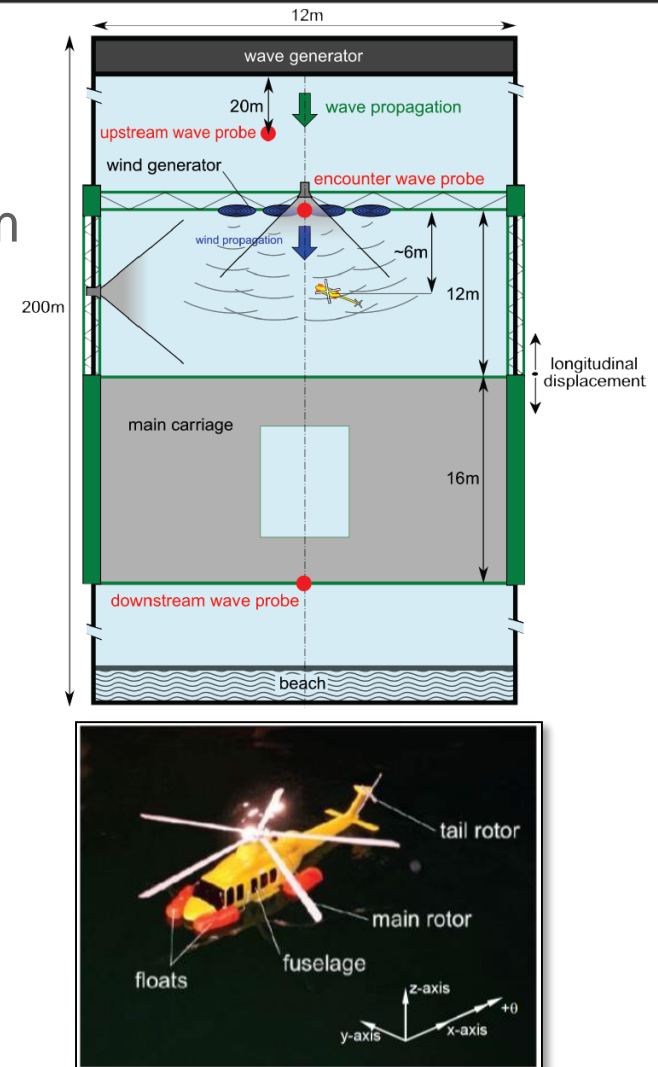 12m
wave generator
20m
wave propagation
upstream wave probe
wind generator
encounter wave probe
n
wind propagation
~6m
12m
200m
longitudinal
displacement
main carriage
16m
downstream wave probe
beach
tail rotor
main rotor
fuselage
floats
z-axis
+θ
y-axis
x-axis